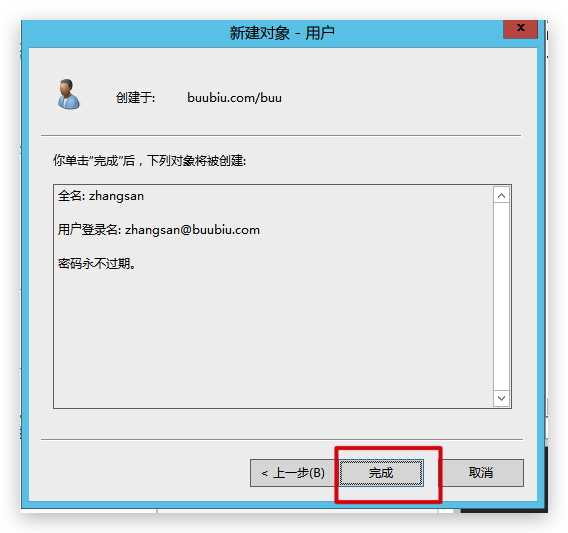 新建对象 - 用户
x
创建于: buubiu.com/buu
你单击“完成”后，下列对象将被创建:
全名: zhangsan
用户登录名: zhangsan@buubiu.com
密码永不过期。
< 上一步(B) 完成 取消